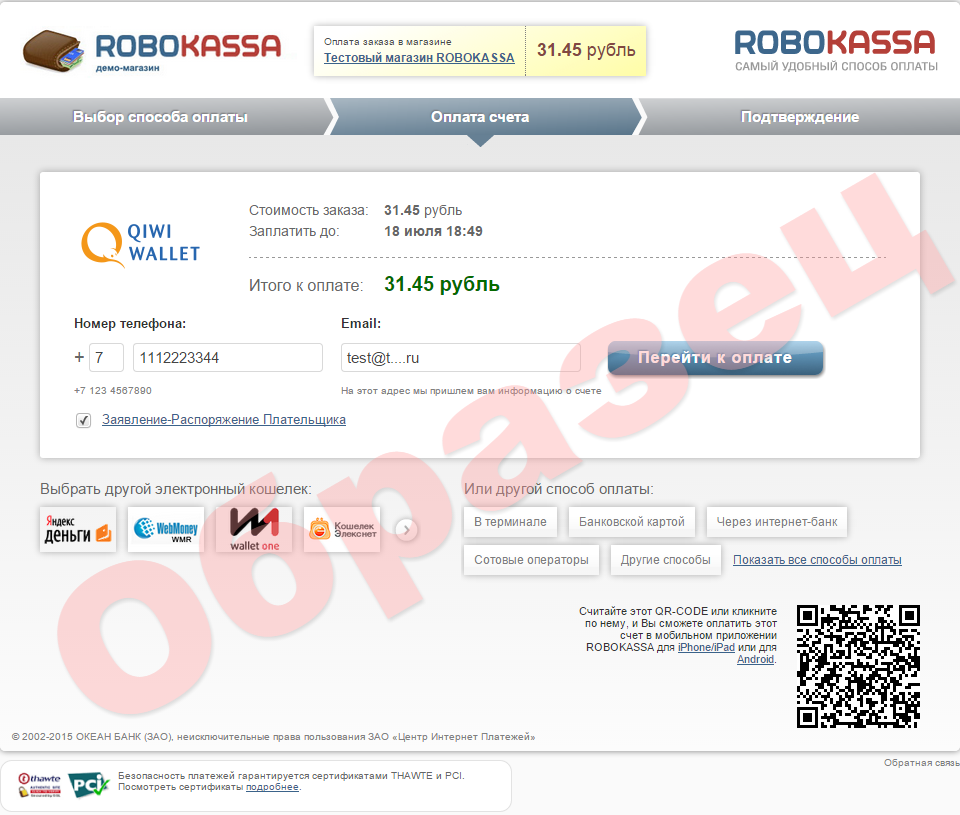 ROBOKASSA
демо-магазин
Оплата заказа в магазине
Тестовый магазин ROBOKASSA
31.45 рубль
ROBOKASSA
САМЫЙ УДОБНЫЙ СПОСОБ ОПЛАТЫ
Выбор способа оплаты
Оплата счета
Подтверждение
QIWI
WALLET
Стоимость заказа: 31.45 рубль
Заплатить до: 18 июля 18:49
Итого к оплате: 31.45 рубль
Номер телефона:
Email:
+ 7 1112223344
test@t....ru
Перейти к оплате
+7 123 4567890
На этот адрес мы пришлем вам информацию о счете
Заявление-Распоряжение Плательщика
Образец
Выбрать другой электронный кошелек:
Яндекс
деньги
WebMoney
WMR
wallet one
Кошелек
Элекснет
Или другой способ оплаты:
В терминале
Банковской картой
Через интернет-банк
Сотовые операторы
Другие способы
Показать все способы оплаты
Считайте этот QR-CODE или кликните
по нему, и Вы сможете оплатить этот
счет в мобильном приложении
ROBOKASSA для iPhone/iPad или для
Android.
© 2002-2015 ОКЕАН БАНК (ЗАО), неисключительные права пользования ЗАО «Центр Интернет Платежей»
Обратная связь
thawte
PCI
Безопасность платежей гарантируется сертификатами THAWTE и PCI.
Посмотреть сертификаты подробнее.